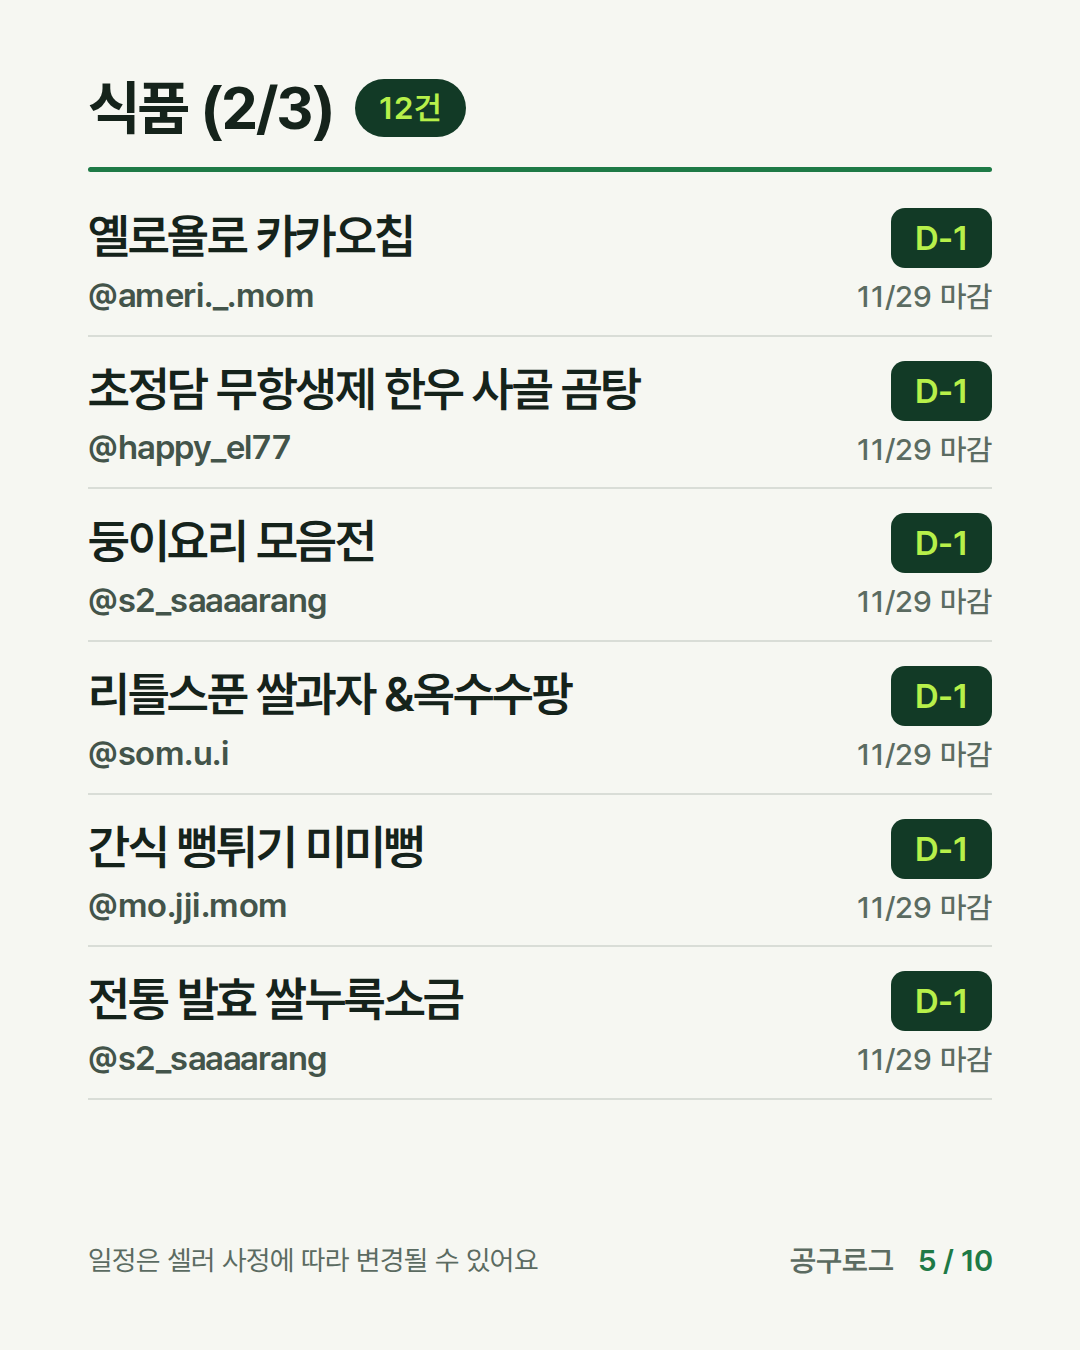 식품 (2/3) 12건
옐로욜로 카카오칩 D-1
@ameri._.mom 11/29 마감
초정담 무항생제 한우 사골 곰탕 D-1
@happy_el77 11/29 마감
둥이요리 모음전 D-1
@s2_saaaarang 11/29 마감
리틀스푼 쌀과자 &옥수수팡 D-1
@som.u.i 11/29 마감
간식 뻥튀기 미미뻥 D-1
@mo.jji.mom 11/29 마감
전통 발효 쌀누룩소금 D-1
@s2_saaaarang 11/29 마감
일정은 셀러 사정에 따라 변경될 수 있어요 공구로그 5 / 10